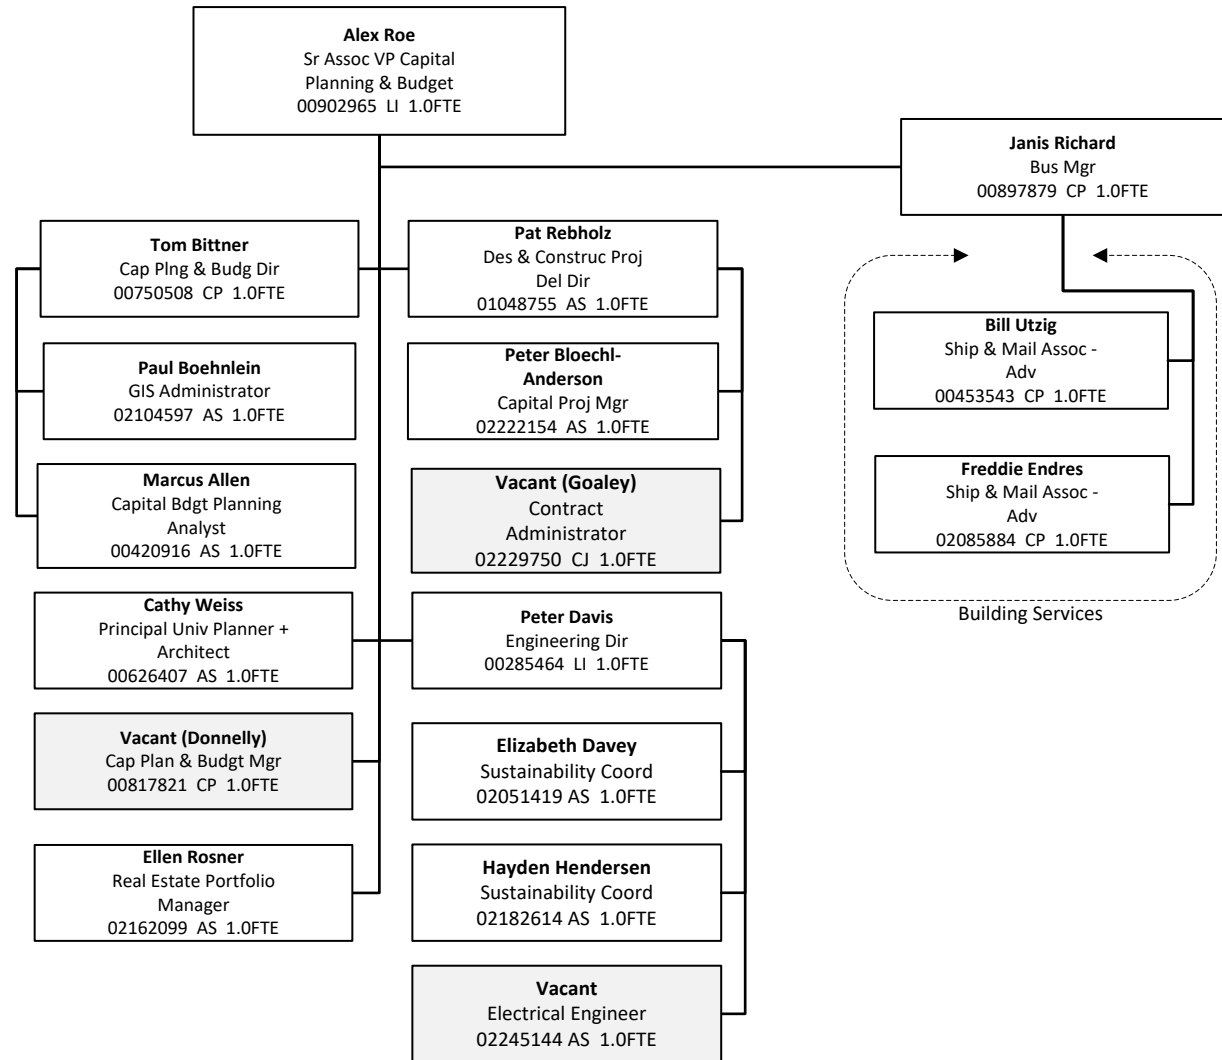 Alex Roe
Sr Assoc VP Capital
Planning & Budget
00902965 LI 1.0FTE
Janis Richard
Bus Mgr
00897879 CP 1.0FTE
Tom Bittner
Cap Plng & Budg Dir
00750508 CP 1.0FTE
Pat Rebholz
Des & Construc Proj
Del Dir
01048755 AS 1.0FTE
Bill Utzig
Ship & Mail Assoc -
Adv
00453543 CP 1.0FTE
Paul Boehnlein
GIS Administrator
02104597 AS 1.0FTE
Peter Bloechl-
Anderson
Capital Proj Mgr
02222154 AS 1.0FTE
Freddie Endres
Ship & Mail Assoc -
Adv
02085884 CP 1.0FTE
Marcus Allen
Capital Bdgt Planning
Analyst
00420916 AS 1.0FTE
Vacant (Goaley)
Contract
Administrator
02229750 CJ 1.0FTE
Building Services
Cathy Weiss
Principal Univ Planner +
Architect
00626407 AS 1.0FTE
Peter Davis
Engineering Dir
00285464 LI 1.0FTE
Vacant (Donnelly)
Cap Plan & Budgt Mgr
00817821 CP 1.0FTE
Elizabeth Davey
Sustainability Coord
02051419 AS 1.0FTE
Ellen Rosner
Real Estate Portfolio
Manager
02162099 AS 1.0FTE
Hayden Hendersen
Sustainability Coord
02182614 AS 1.0FTE
Vacant
Electrical Engineer
02245144 AS 1.0FTE